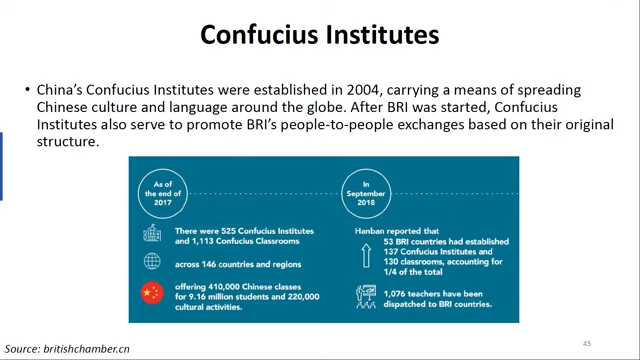 Confucius Institutes
• China's Confucius Institutes were established in 2004, carrying a means of spreading
Chinese culture and language around the globe. After BRI was started, Confucius
Institutes also serve to promote BRI's people-to-people exchanges based on their original
structure.
As of
the end of
2017
There were 525 Confucius Institutes
and 1,113 Confucius Classrooms
across 146 countries and regions
offering 410,000 Chinese classes
for 9.16 million students and 220,000
cultural activities.
In
September
2018
Hanban reported that
53 BRI countries had established
137 Confucius Institutes and
130 classrooms, accounting for
1/4 of the total
1,076 teachers have been
dispatched to BRI countries.
Source: britishchamber.cn
45